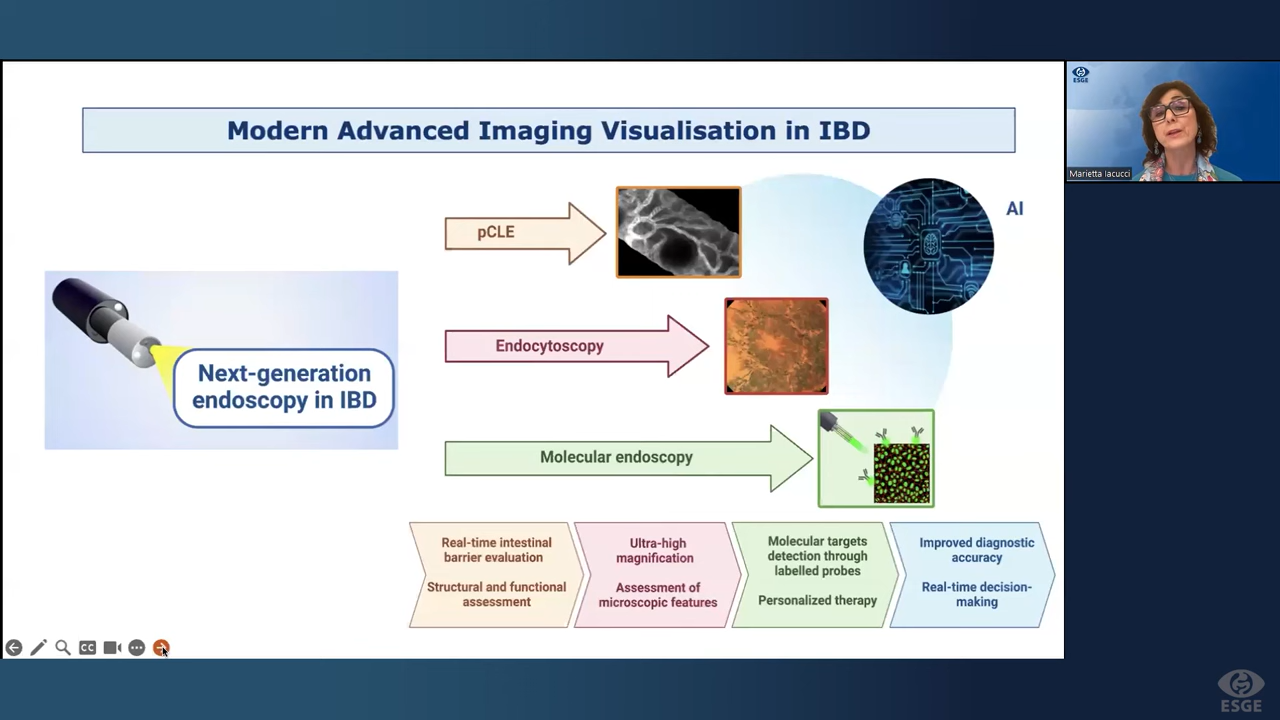 Modern Advanced Imaging Visualisation in IBD
ESGE
Marietta Iacucci
pCLE
AI
Endocytoscopy
Next-generation
endoscopy in IBD
Molecular endoscopy
Real-time intestinal
barrier evaluation
Structural and functional
assessment
Ultra-high
magnification
Assessment of
microscopic features
Molecular targets
detection through
labelled probes
Personalized therapy
Improved diagnostic
accuracy
Real-time decision-
making
CC
ESGE